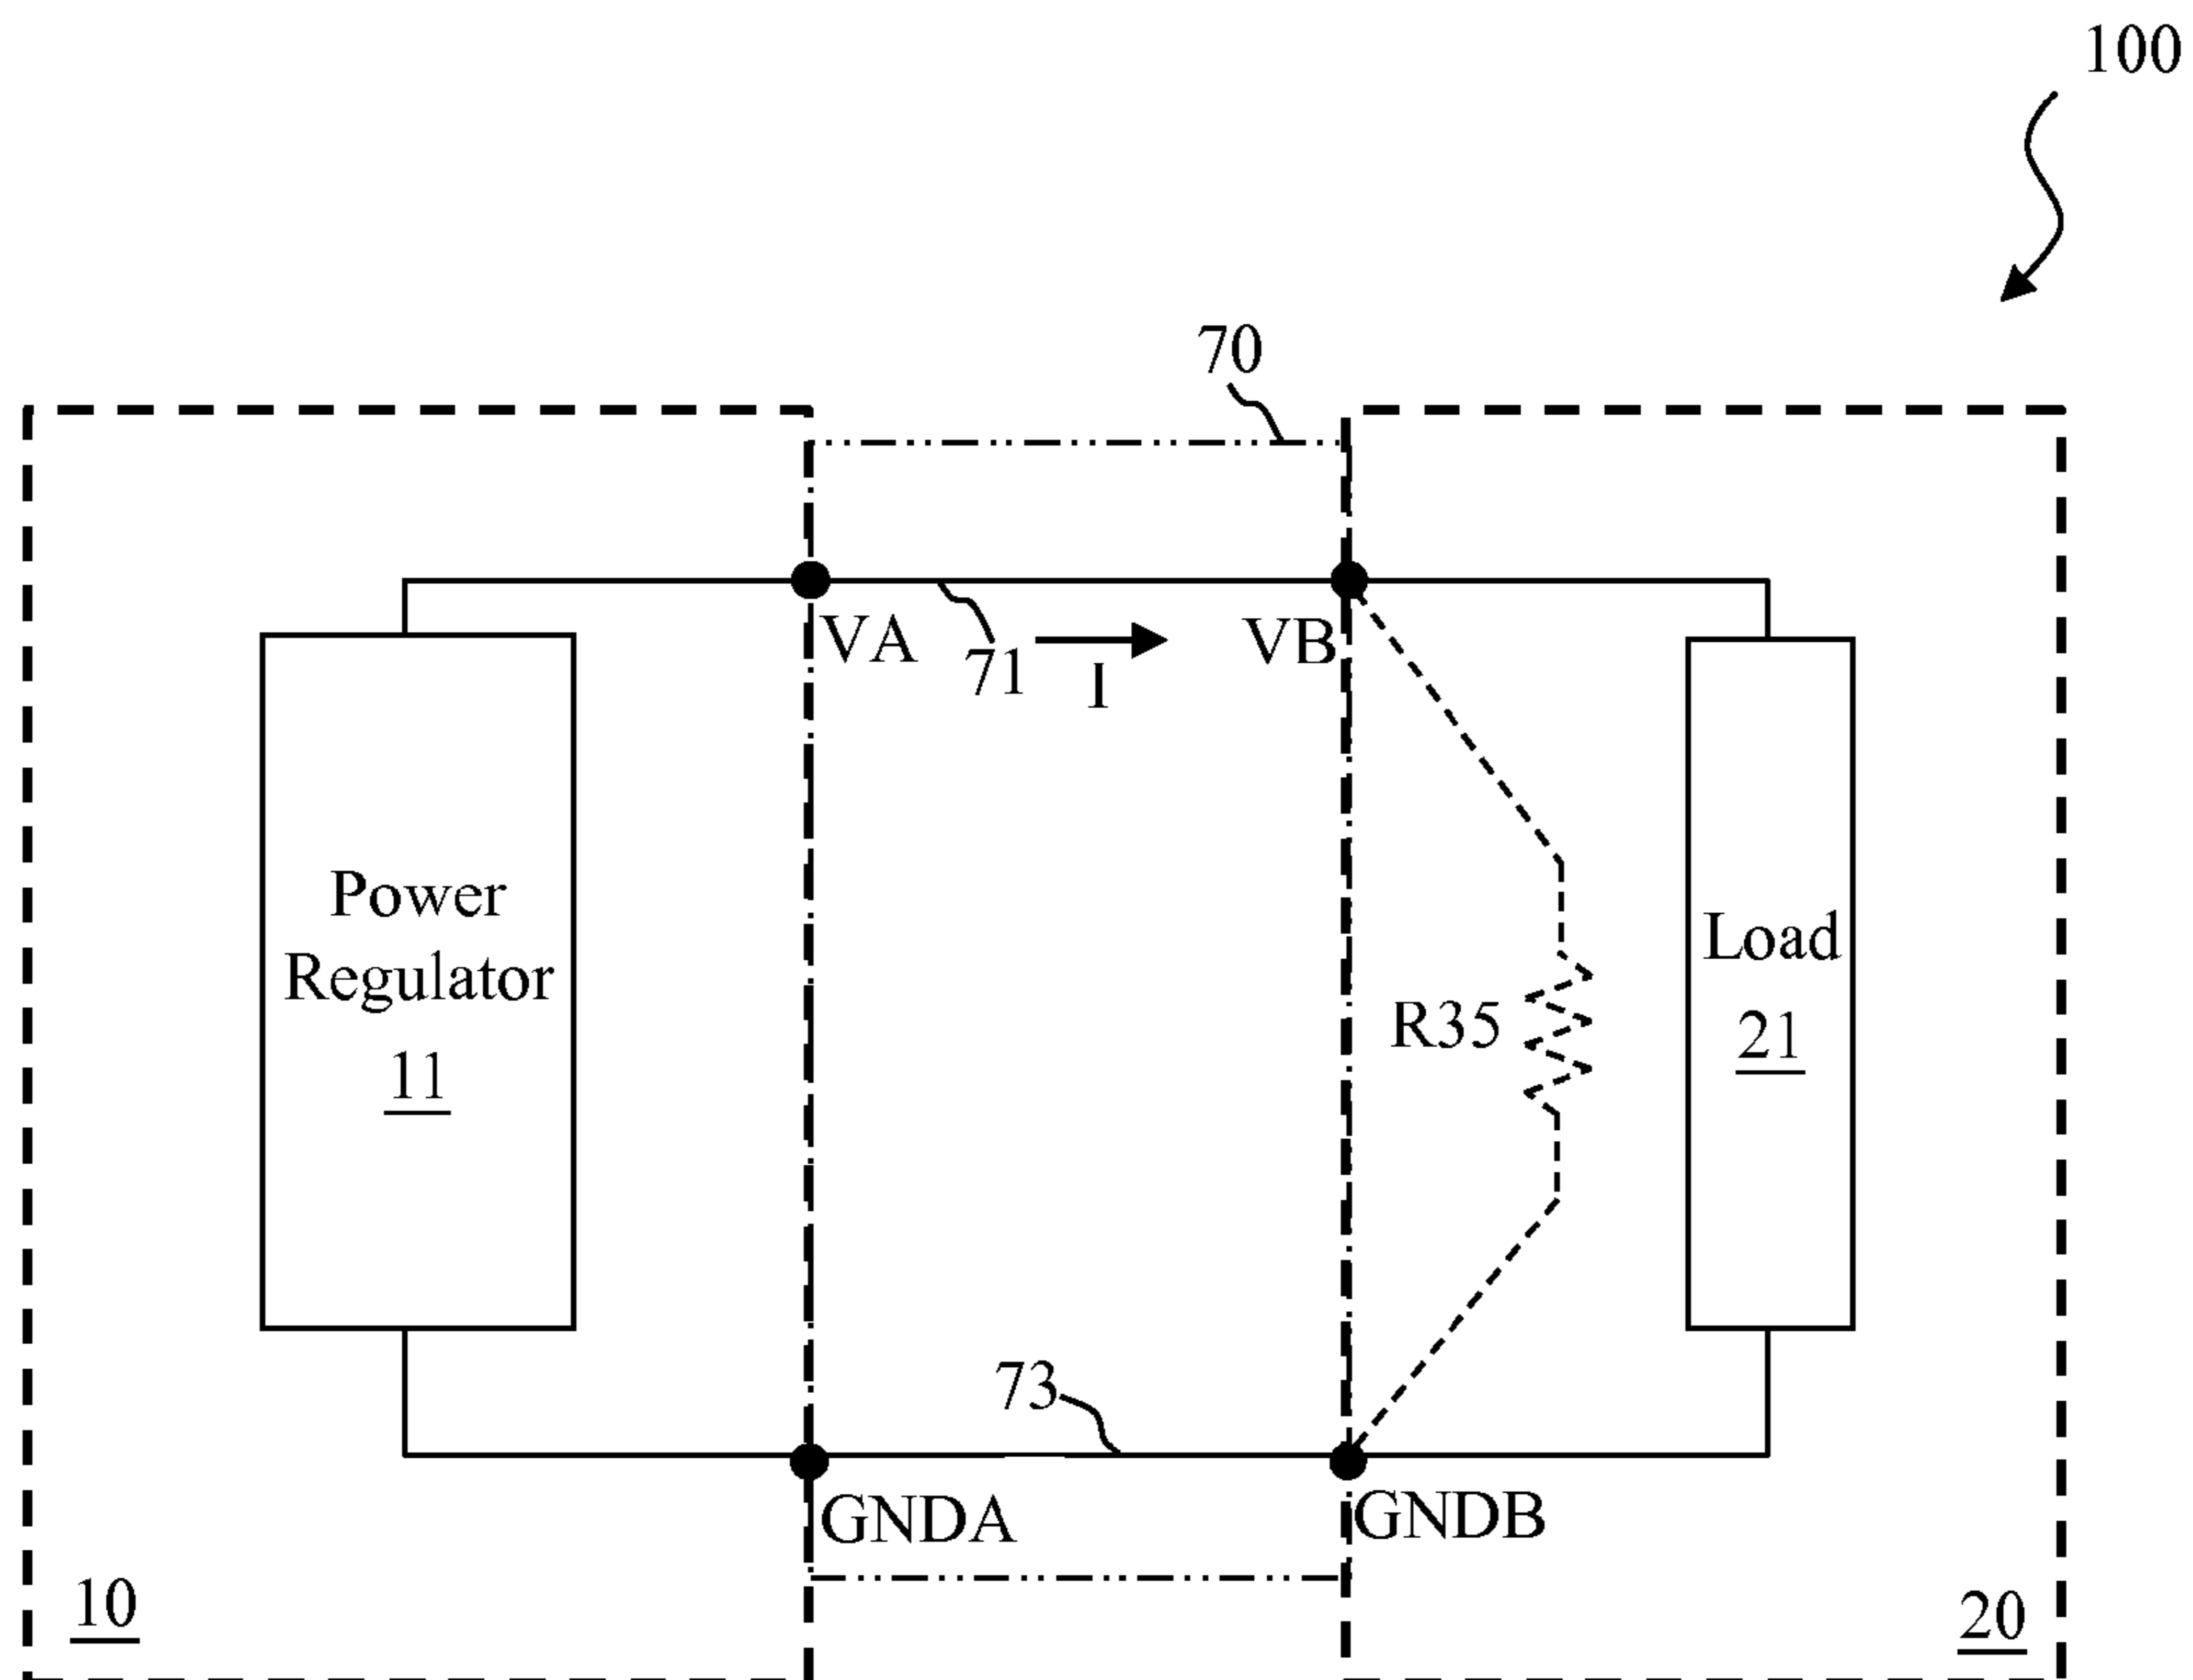 100
70
VA
71
I
VB
Power
Regulator
11
Load
21
R35
73
GNDA
GNDB
10
20